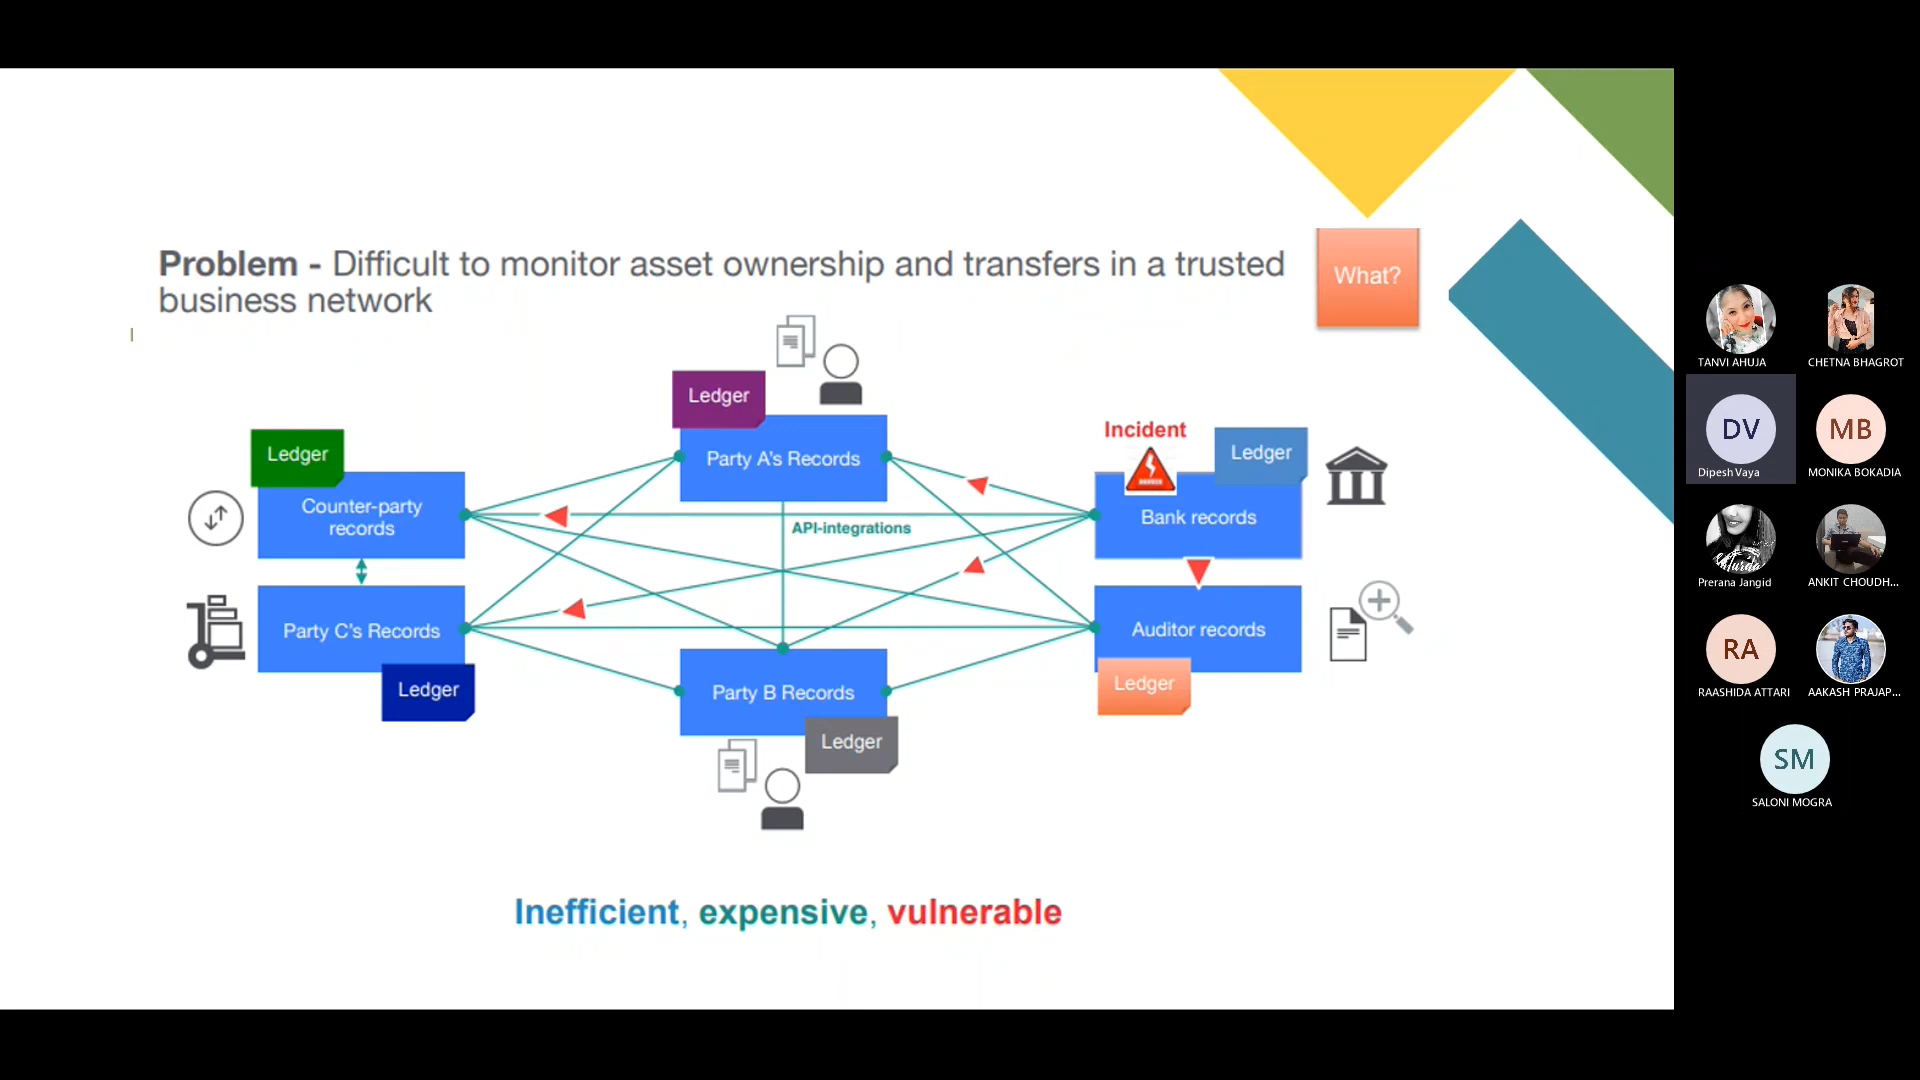 Problem - Difficult to monitor asset ownership and transfers in a trusted
business network
What?
Ledger
Party A's Records
Ledger
Counter-party
records
Incident
Ledger
Bank records
API-integrations
Party C's Records
Ledger
Party B Records
Ledger
Auditor records
Ledger
Inefficient, expensive, vulnerable
TANVI AHUJA
CHETNA BHAGROT
DV
Dipesh Vaya
MB
MONIKA BOKADIA
Prerana Jangid
ANKIT CHOUDH...
RA
RAASHIDA ATTARI
AAKASH PRAJAP...
SM
SALONI MOGRA